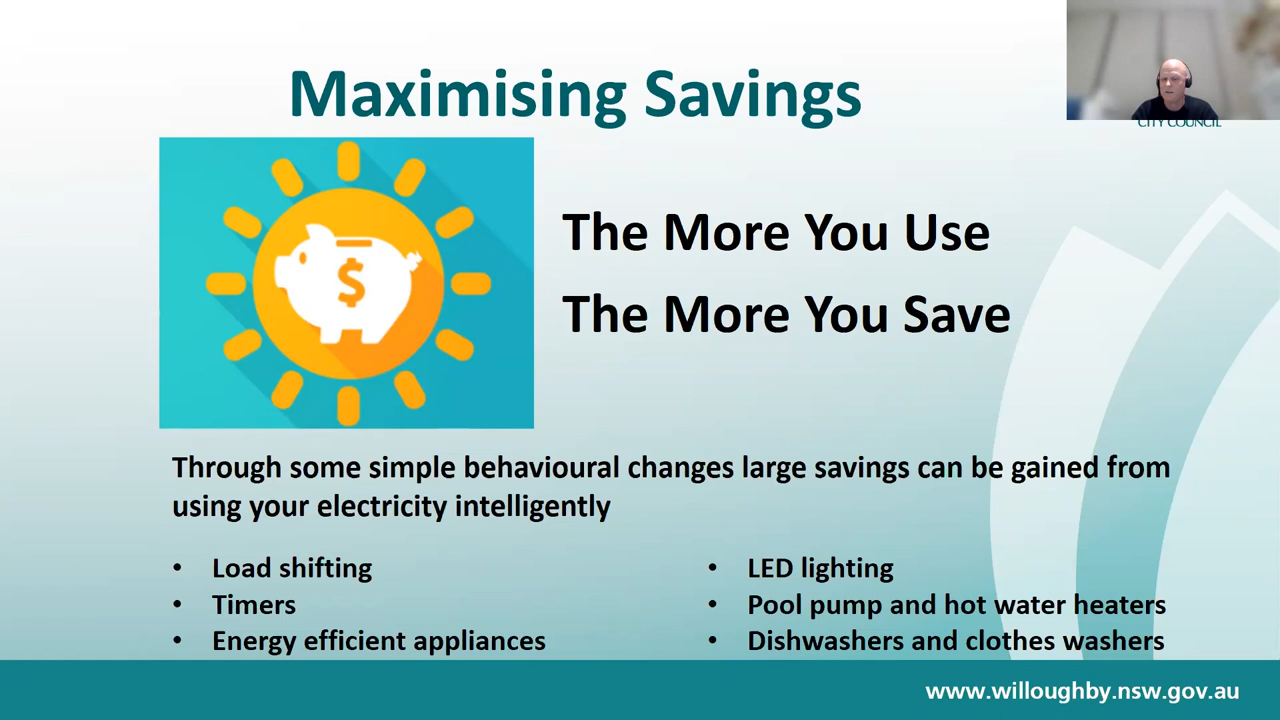 Maximising Savings
CITY COUNCIL
$
The More You Use
The More You Save
Through some simple behavioural changes large savings can be gained from
using your electricity intelligently
• Load shifting
• Timers
• Energy efficient appliances
• LED lighting
• Pool pump and hot water heaters
• Dishwashers and clothes washers
www.willoughby.nsw.gov.au